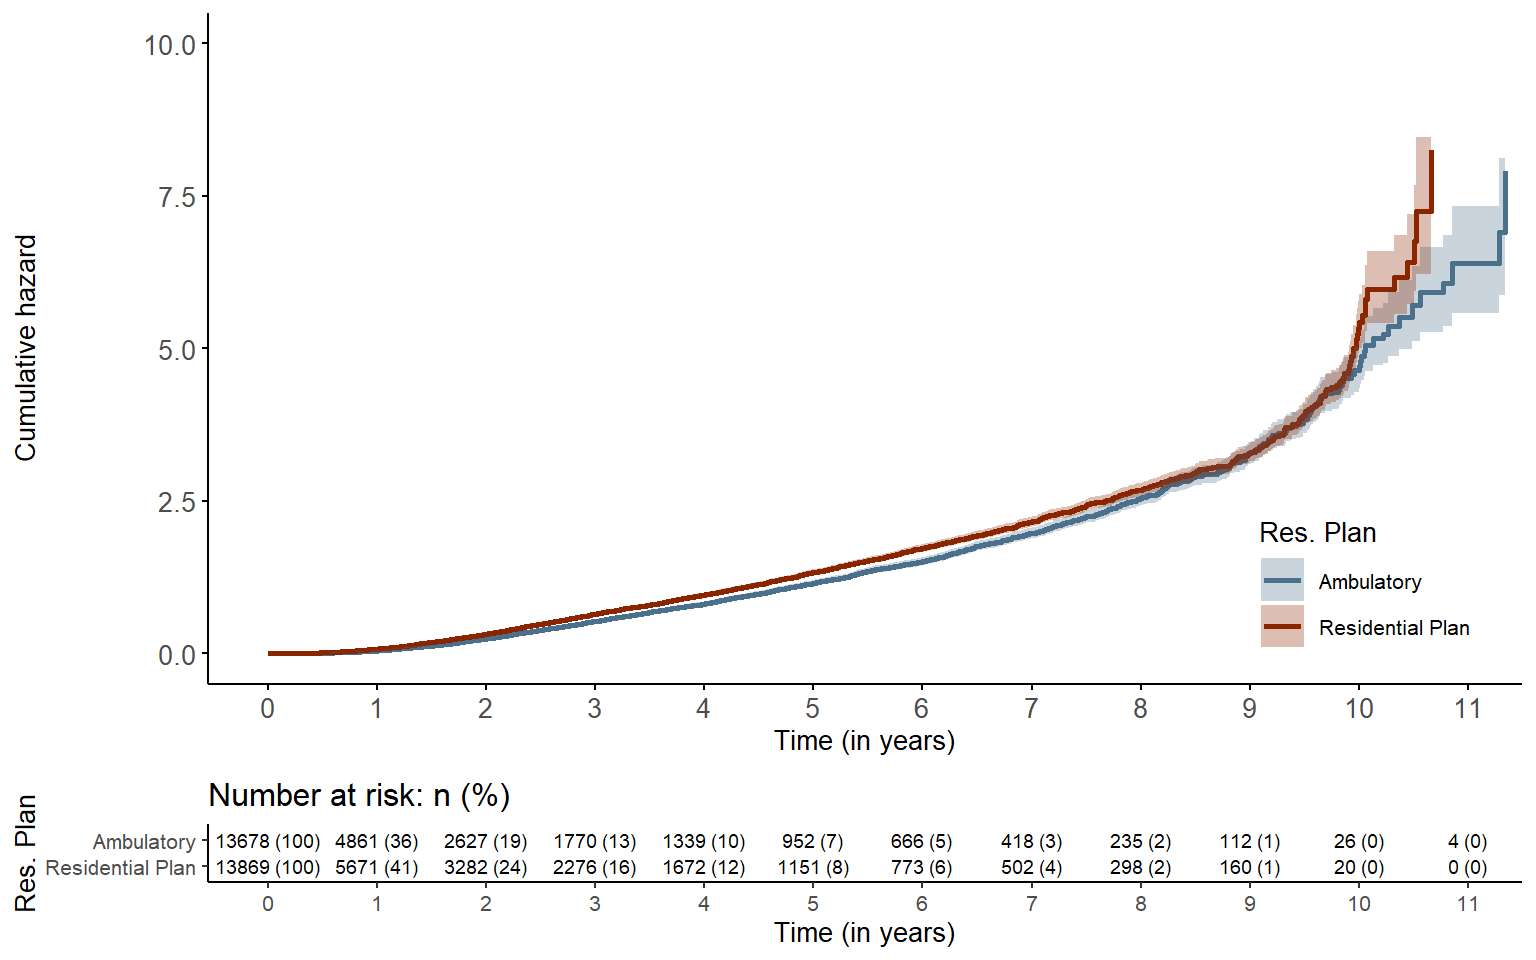 Cumulative hazard
10.0
7.5
5.0
2.5
0.0
Res. Plan
Ambulatory
Residential Plan
0 1 2 3 4 5 6 7 8 9 10 11
Time (in years)
Number at risk: n (%)
Res. Plan
Ambulatory 13678 (100) 4861 (36) 2627 (19) 1770 (13) 1339 (10) 952 (7) 666 (5) 418 (3) 235 (2) 112 (1) 26 (0) 4 (0)
Residential Plan 13869 (100) 5671 (41) 3282 (24) 2276 (16) 1672 (12) 1151 (8) 773 (6) 502 (4) 298 (2) 160 (1) 20 (0) 0 (0)
0 1 2 3 4 5 6 7 8 9 10 11
Time (in years)